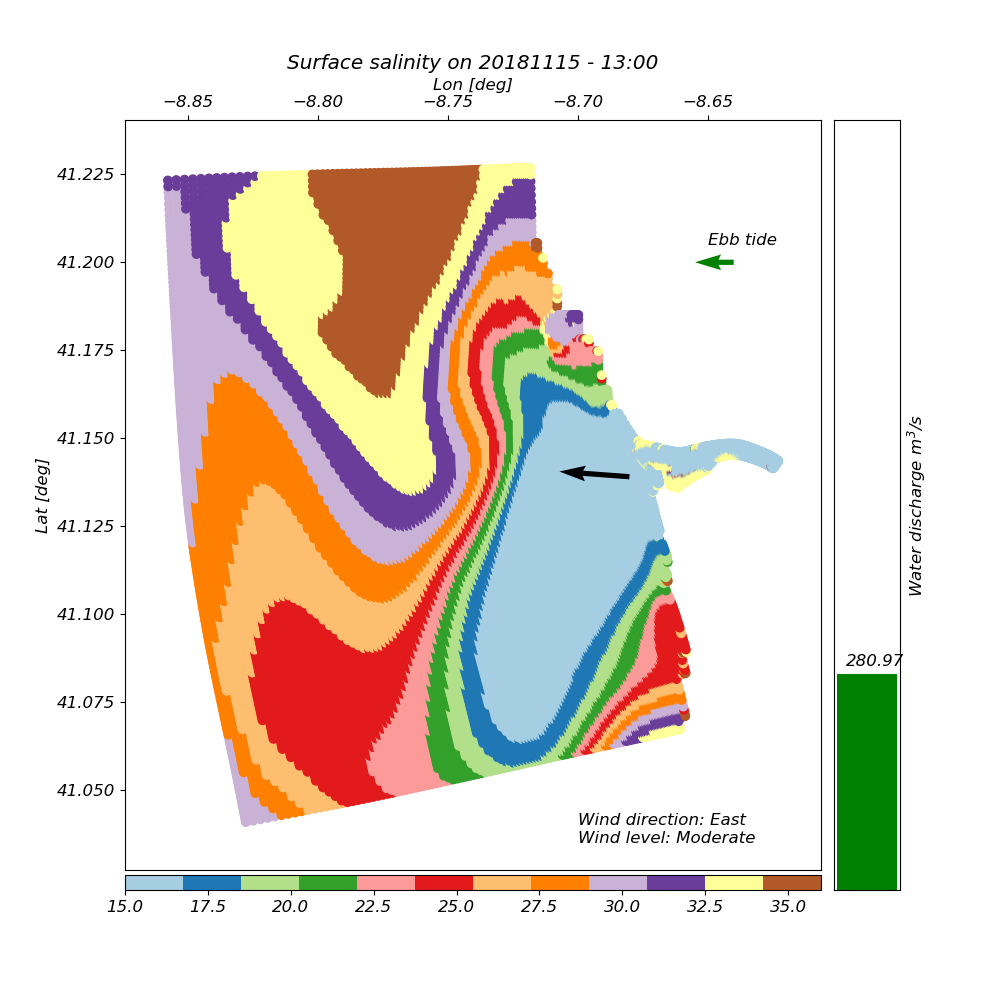 Surface salinity on 20181115 - 13:00
Lon [deg]
−8.85 −8.80 −8.75 −8.70 −8.65
41.225
41.200
41.175
41.150
41.125
41.100
41.075
41.050
Lat [deg]
Ebb tide
Wind direction: East
Wind level: Moderate
15.0 17.5 20.0 22.5 25.0 27.5 30.0 32.5 35.0
280.97
Water discharge m³/s